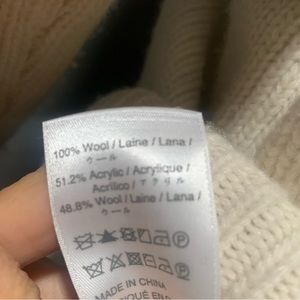 100% Wool / Laine / Lana /
ウール
51.2% Acrylic / Acrylique /
Acrílico / アクリル
48.8% Wool / Laine / Lana /
ウール
MADE IN CHINA